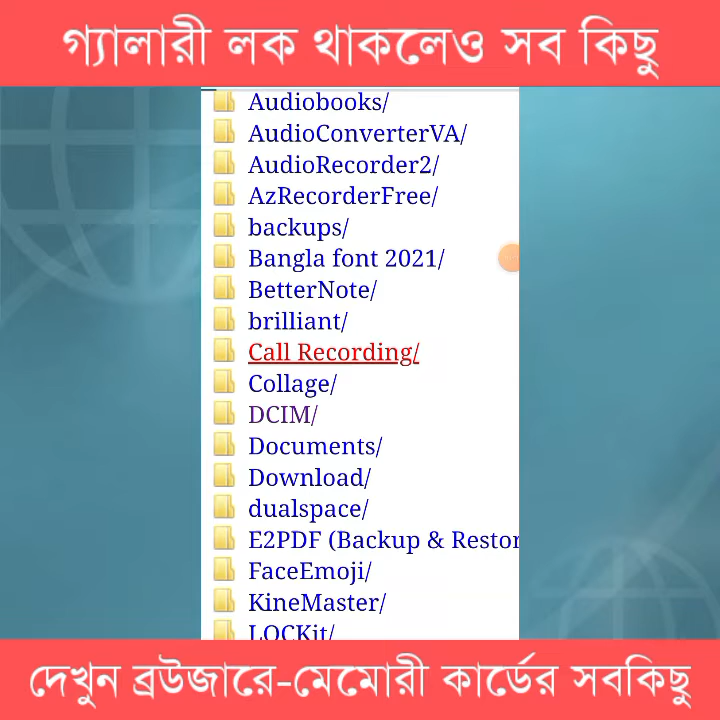 গ্যালারী লক থাকলেও সব কিছু
Audiobooks/
AudioConverterVA/
AudioRecorder2/
AzRecorderFree/
backups/
Bangla font 2021/
BetterNote/
brilliant/
Call Recording/
Collage/
DCIM/
Documents/
Download/
dualspace/
E2PDF (Backup & Restor
FaceEmoji/
KineMaster/
LOCKit/
দেখুন ব্রউজারে-মেমোরী কার্ডের সবকিছু